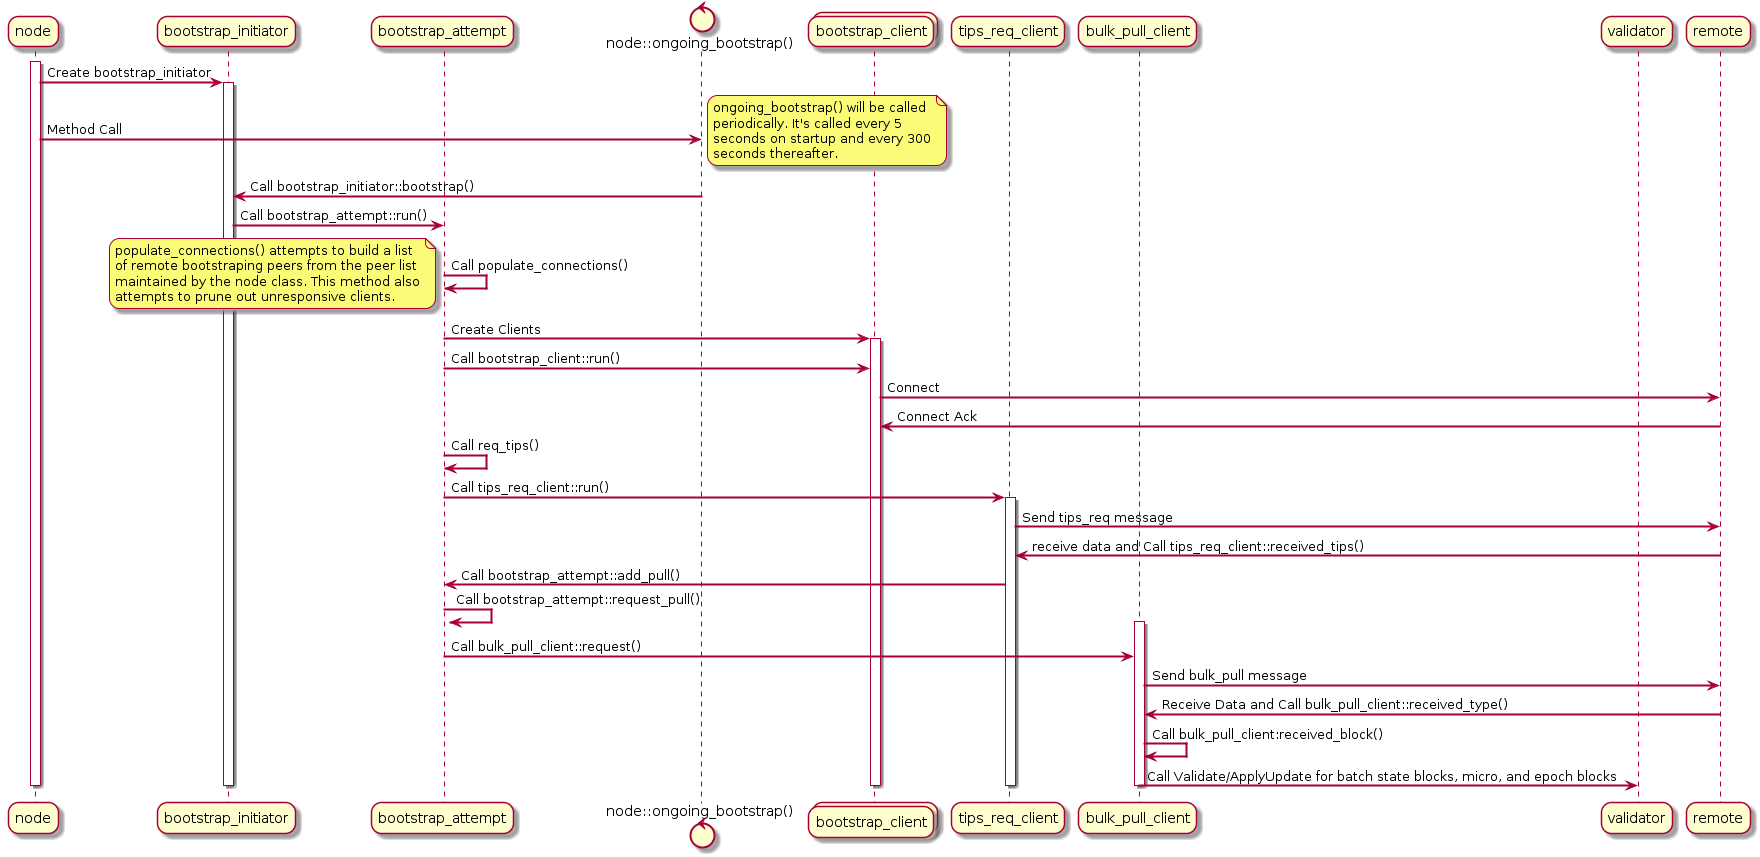 node
bootstrap_initiator
bootstrap_attempt
node::ongoing_bootstrap()
bootstrap_client
tips_req_client
bulk_pull_client
validator
remote
Create bootstrap_initiator
ongoing_bootstrap() will be called
periodically. It's called every 5
seconds on startup and every 300
seconds thereafter.
Method Call
Call bootstrap_initiator::bootstrap()
Call bootstrap_attempt::run()
populate_connections() attempts to build a list
of remote bootstraping peers from the peer list
maintained by the node class. This method also
attempts to prune out unresponsive clients.
Call populate_connections()
Create Clients
Call bootstrap_client::run()
Connect
Connect Ack
Call req_tips()
Call tips_req_client::run()
Send tips_req message
receive data and Call tips_req_client::received_tips()
Call bootstrap_attempt::add_pull()
Call bootstrap_attempt::request_pull()
Call bulk_pull_client::request()
Send bulk_pull message
Receive Data and Call bulk_pull_client::received_type()
Call bulk_pull_client:received_block()
Call Validate/ApplyUpdate for batch state blocks, micro, and epoch blocks
node
bootstrap_initiator
bootstrap_attempt
node::ongoing_bootstrap()
bootstrap_client
tips_req_client
bulk_pull_client
validator
remote